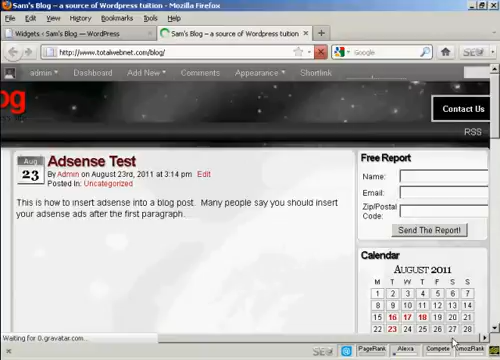 Sam's Blog – a source of Wordpress tuition - Mozilla Firefox
File Edit View History Bookmarks Tools Help
Widgets ‹ Sam's Blog — WordPress
Sam's Blog – a source of Wordpress tuition
http://www.totalwebnet.com/blog/
Google
admin Dashboard Add New Comments Appearance Shortlink
og
Contact Us
RSS
Aug
23
Adsense Test
By Admin on August 23rd, 2011 at 3:14 pm Edit
Posted In: Uncategorized
This is how to insert adsense into a blog post. Many people say you should insert
your adsense ads after the first paragraph.
Free Report
Name:
Email:
Zip/Postal
Code:
Send The Report!
Calendar
August 2011
M T W T F S S
1 2 3 4 5 6 7
8 9 10 11 12 13 14
15 16 17 18 19 20 21
22 23 24 25 26 27 28
Waiting for 0.gravatar.com...
PageRank Alexa Compete mozRank